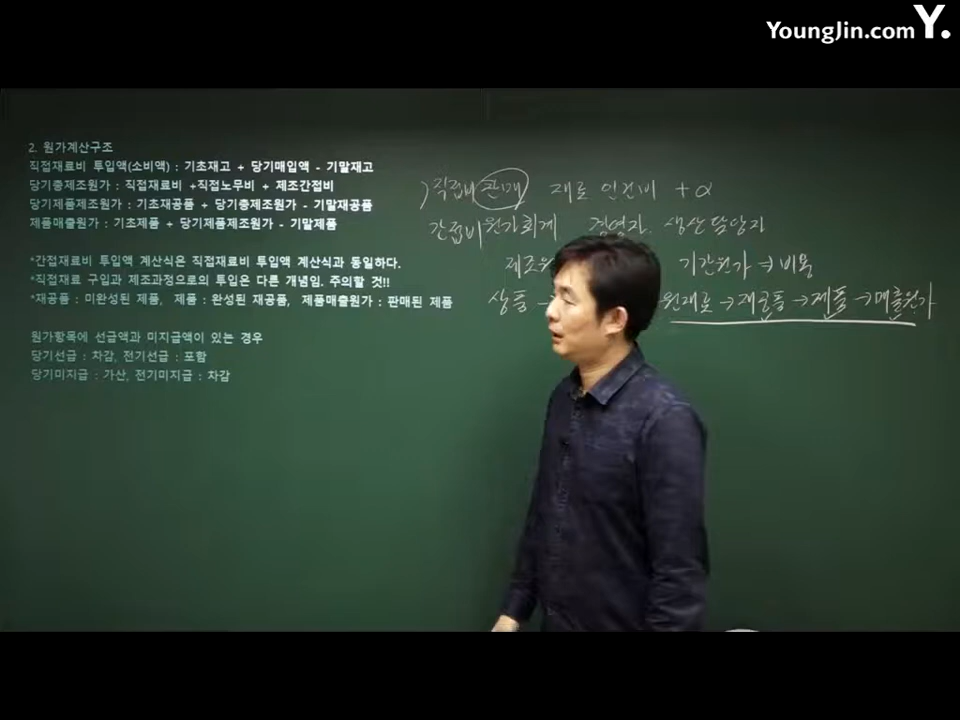 YoungJin.com Y.
2. 원가계산구조
직접재료비 투입액(소비액) : 기초재고 + 당기매입액 - 기말재고
당기총제조원가 : 직접재료비 +직접노무비 + 제조간접비
당기제품제조원가 : 기초재공품 + 당기총제조원가 - 기말재공품
제품매출원가 : 기초제품 + 당기제품제조원가 - 기말제품
*간접재료비 투입액 계산식은 직접재료비 투입액 계산식과 동일하다.
*직접재료 구입과 제조과정으로의 투입은 다른 개념임. 주의할 것!!
*재공품 : 미완성된 제품, 제품 : 완성된 재공품, 제품매출원가 : 판매된 제품
원가항목에 선급액과 미지급액이 있는 경우
당기선급 : 차감, 전기선급 : 포함
당기미지급 : 가산, 전기미지급 : 차감
직접비 재료 인건비 + α
간접비 원가회계 경영자, 생산담당자
제조원 기간원가 ⇒ 비용
상품 → 원재료 → 재공품 → 제품 → 매출원가